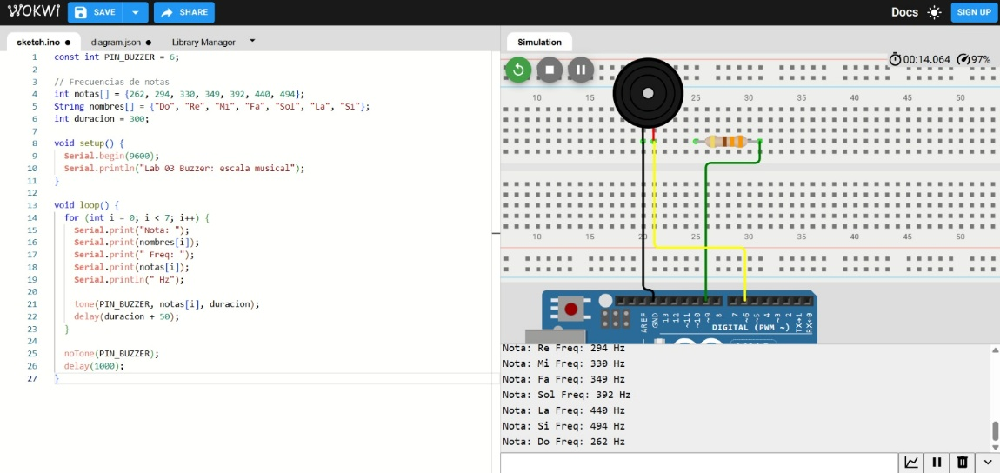 WOKWI SAVE SHARE Docs SIGN UP
sketch.ino ● diagram.json ● Library Manager
1 const int PIN_BUZZER = 6;
2
3 // Frecuencias de notas
4 int notas[] = {262, 294, 330, 349, 392, 440, 494};
5 String nombres[] = {"Do", "Re", "Mi", "Fa", "Sol", "La", "Si"};
6 int duracion = 300;
7
8 void setup() {
9 Serial.begin(9600);
10 Serial.println("Lab 03 Buzzer: escala musical");
11 }
12
13 void loop() {
14 for (int i = 0; i < 7; i++) {
15 Serial.print("Nota: ");
16 Serial.print(nombres[i]);
17 Serial.print(" Freq: ");
18 Serial.print(notas[i]);
19 Serial.println(" Hz");
20
21 tone(PIN_BUZZER, notas[i], duracion);
22 delay(duracion + 50);
23 }
24
25 noTone(PIN_BUZZER);
26 delay(1000);
27 }
Simulation
00:14.064 97%
10 15 25 30 35 40 45 50
10 15 20 25 30 35 40 45 50
AREF GND 13 12 ~11 ~10 ~9 8 7 ~6 ~5 4 ~3 2 TX→1 RX←0
DIGITAL (PWM ~)
Nota: Re Freq: 294 Hz
Nota: Mi Freq: 330 Hz
Nota: Fa Freq: 349 Hz
Nota: Sol Freq: 392 Hz
Nota: La Freq: 440 Hz
Nota: Si Freq: 494 Hz
Nota: Do Freq: 262 Hz